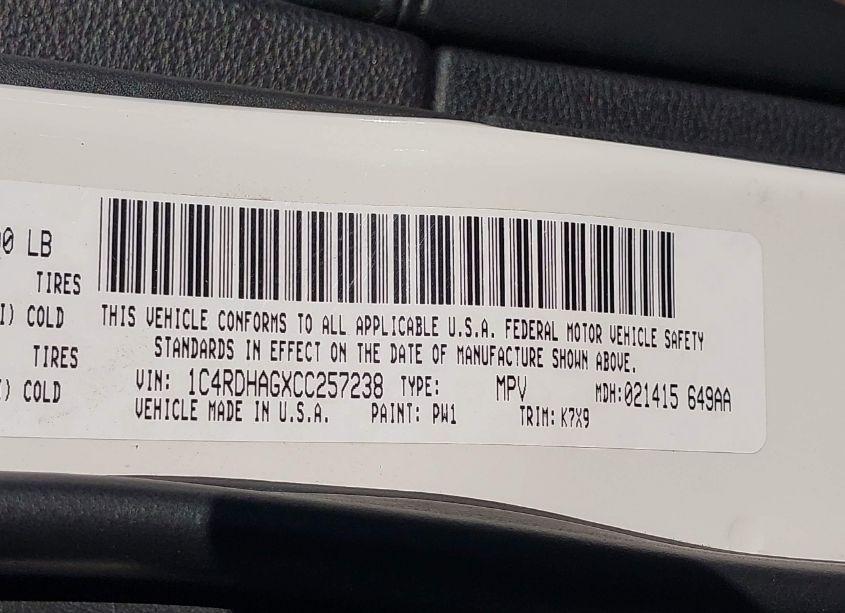 00 LB
TIRES
I) COLD
TIRES
COLD
THIS VEHICLE CONFORMS TO ALL APPLICABLE U.S.A. FEDERAL MOTOR VEHICLE SAFETY
STANDARDS IN EFFECT ON THE DATE OF MANUFACTURE SHOWN ABOVE.
VIN: 1C4RDHAGXCC257238 TYPE: MPV MDH:021415 649AA
VEHICLE MADE IN U.S.A. PAINT: PW1 TRIM: K7X9